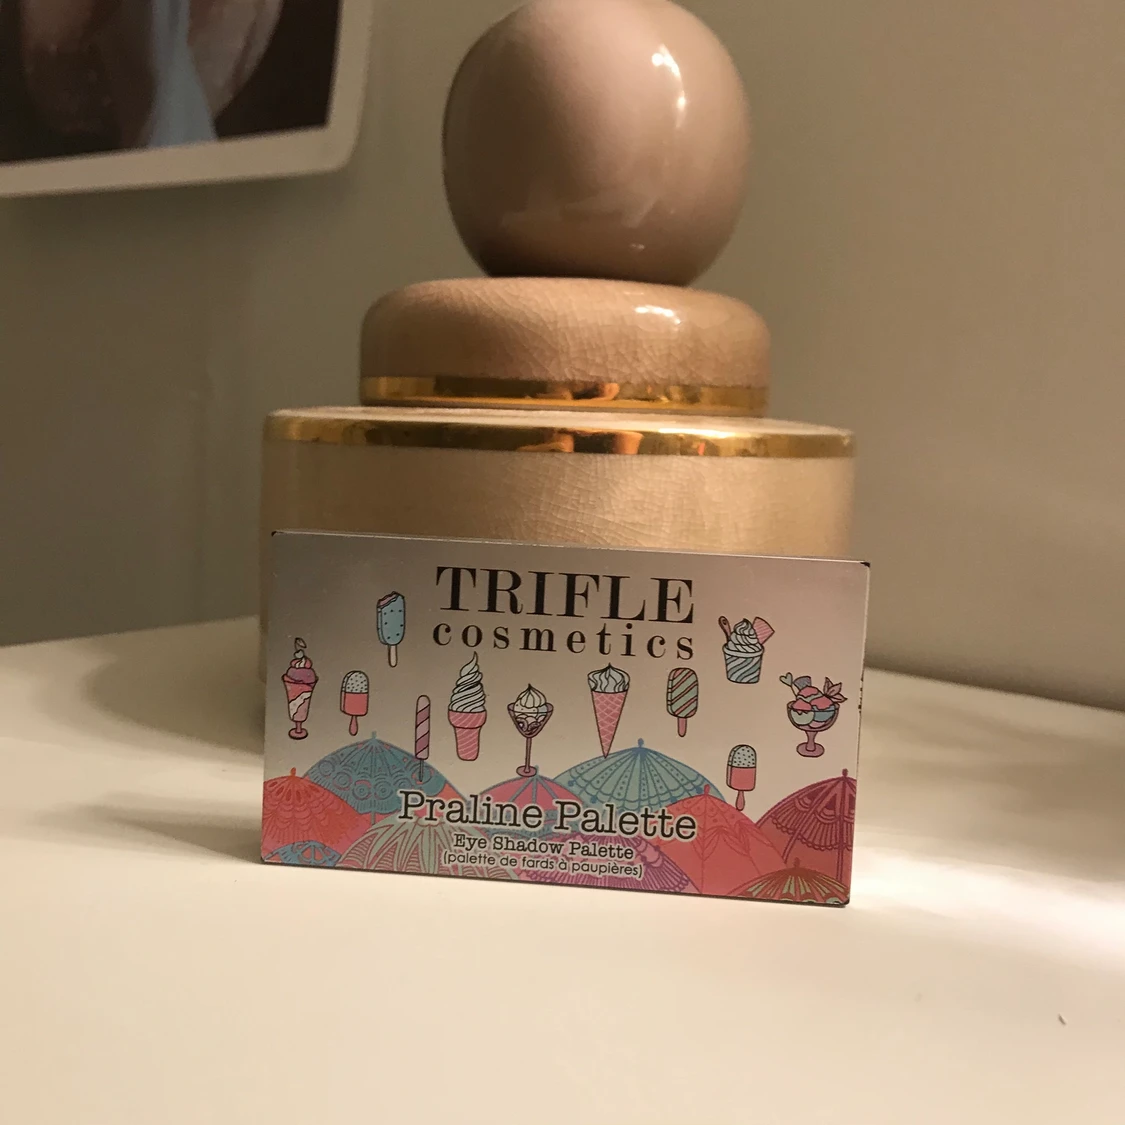 TRIFLE
cosmetics
Praline Palette
Eye Shadow Palette
(palette de fards à paupières)